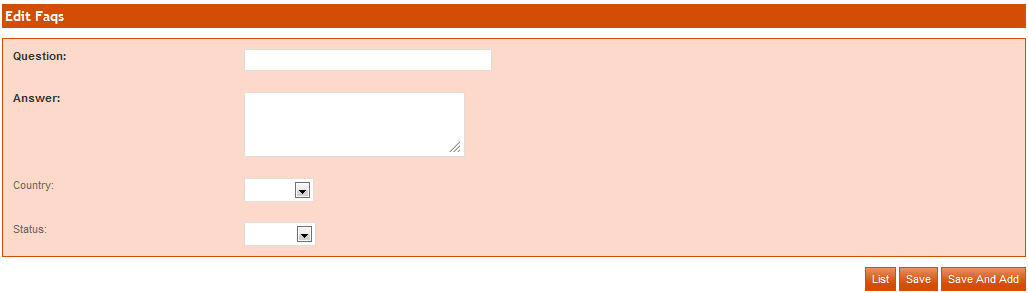 Edit Faqs
Question:
Answer:
Country:
Status:
List Save Save And Add